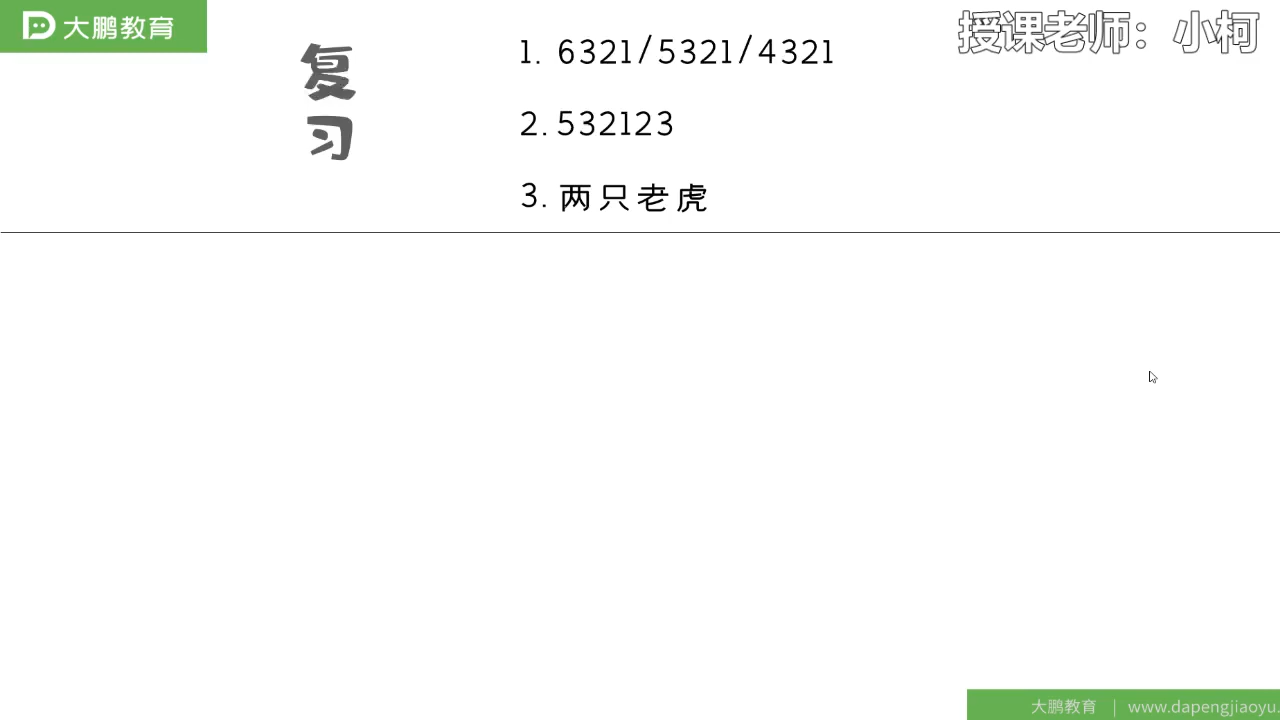 大鹏教育
授课老师：小柯
复习
1. 6321/5321/4321
2. 532123
3. 两只老虎
大鹏教育 | www.dapengjiaoyu.